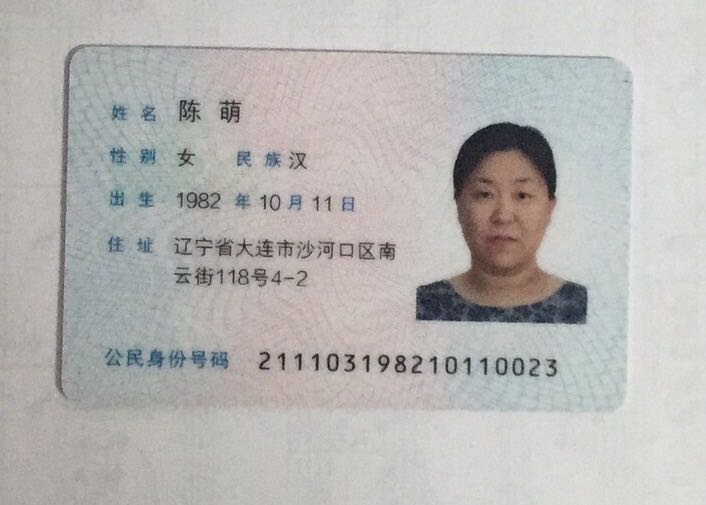 姓名 陈萌
性别 女 民族 汉
出生 1982 年 10 月 11 日
住址 辽宁省大连市沙河口区南
云街118号4-2
公民身份号码 211103198210110023